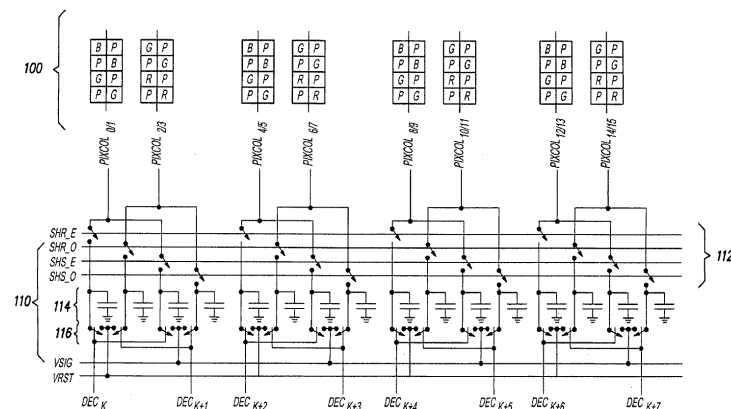 B P G P B P G P B P G P B P G P
P B P G P B P G P B P G P B P G
G P R P G P R P G P R P G P R P
P G P R P G P R P G P R P G P R
100
PIXCOL 0/1
PIXCOL 2/3
PIXCOL 4/5
PIXCOL 6/7
PIXCOL 8/9
PIXCOL 10/11
PIXCOL 12/13
PIXCOL 14/15
SHR_E
SHR_O
SHS_E
SHS_O
112
110
114
116
VSIG
VRST
DEC K DEC K+1 DEC K+2 DEC K+3 DEC K+4 DEC K+5 DEC K+6 DEC K+7